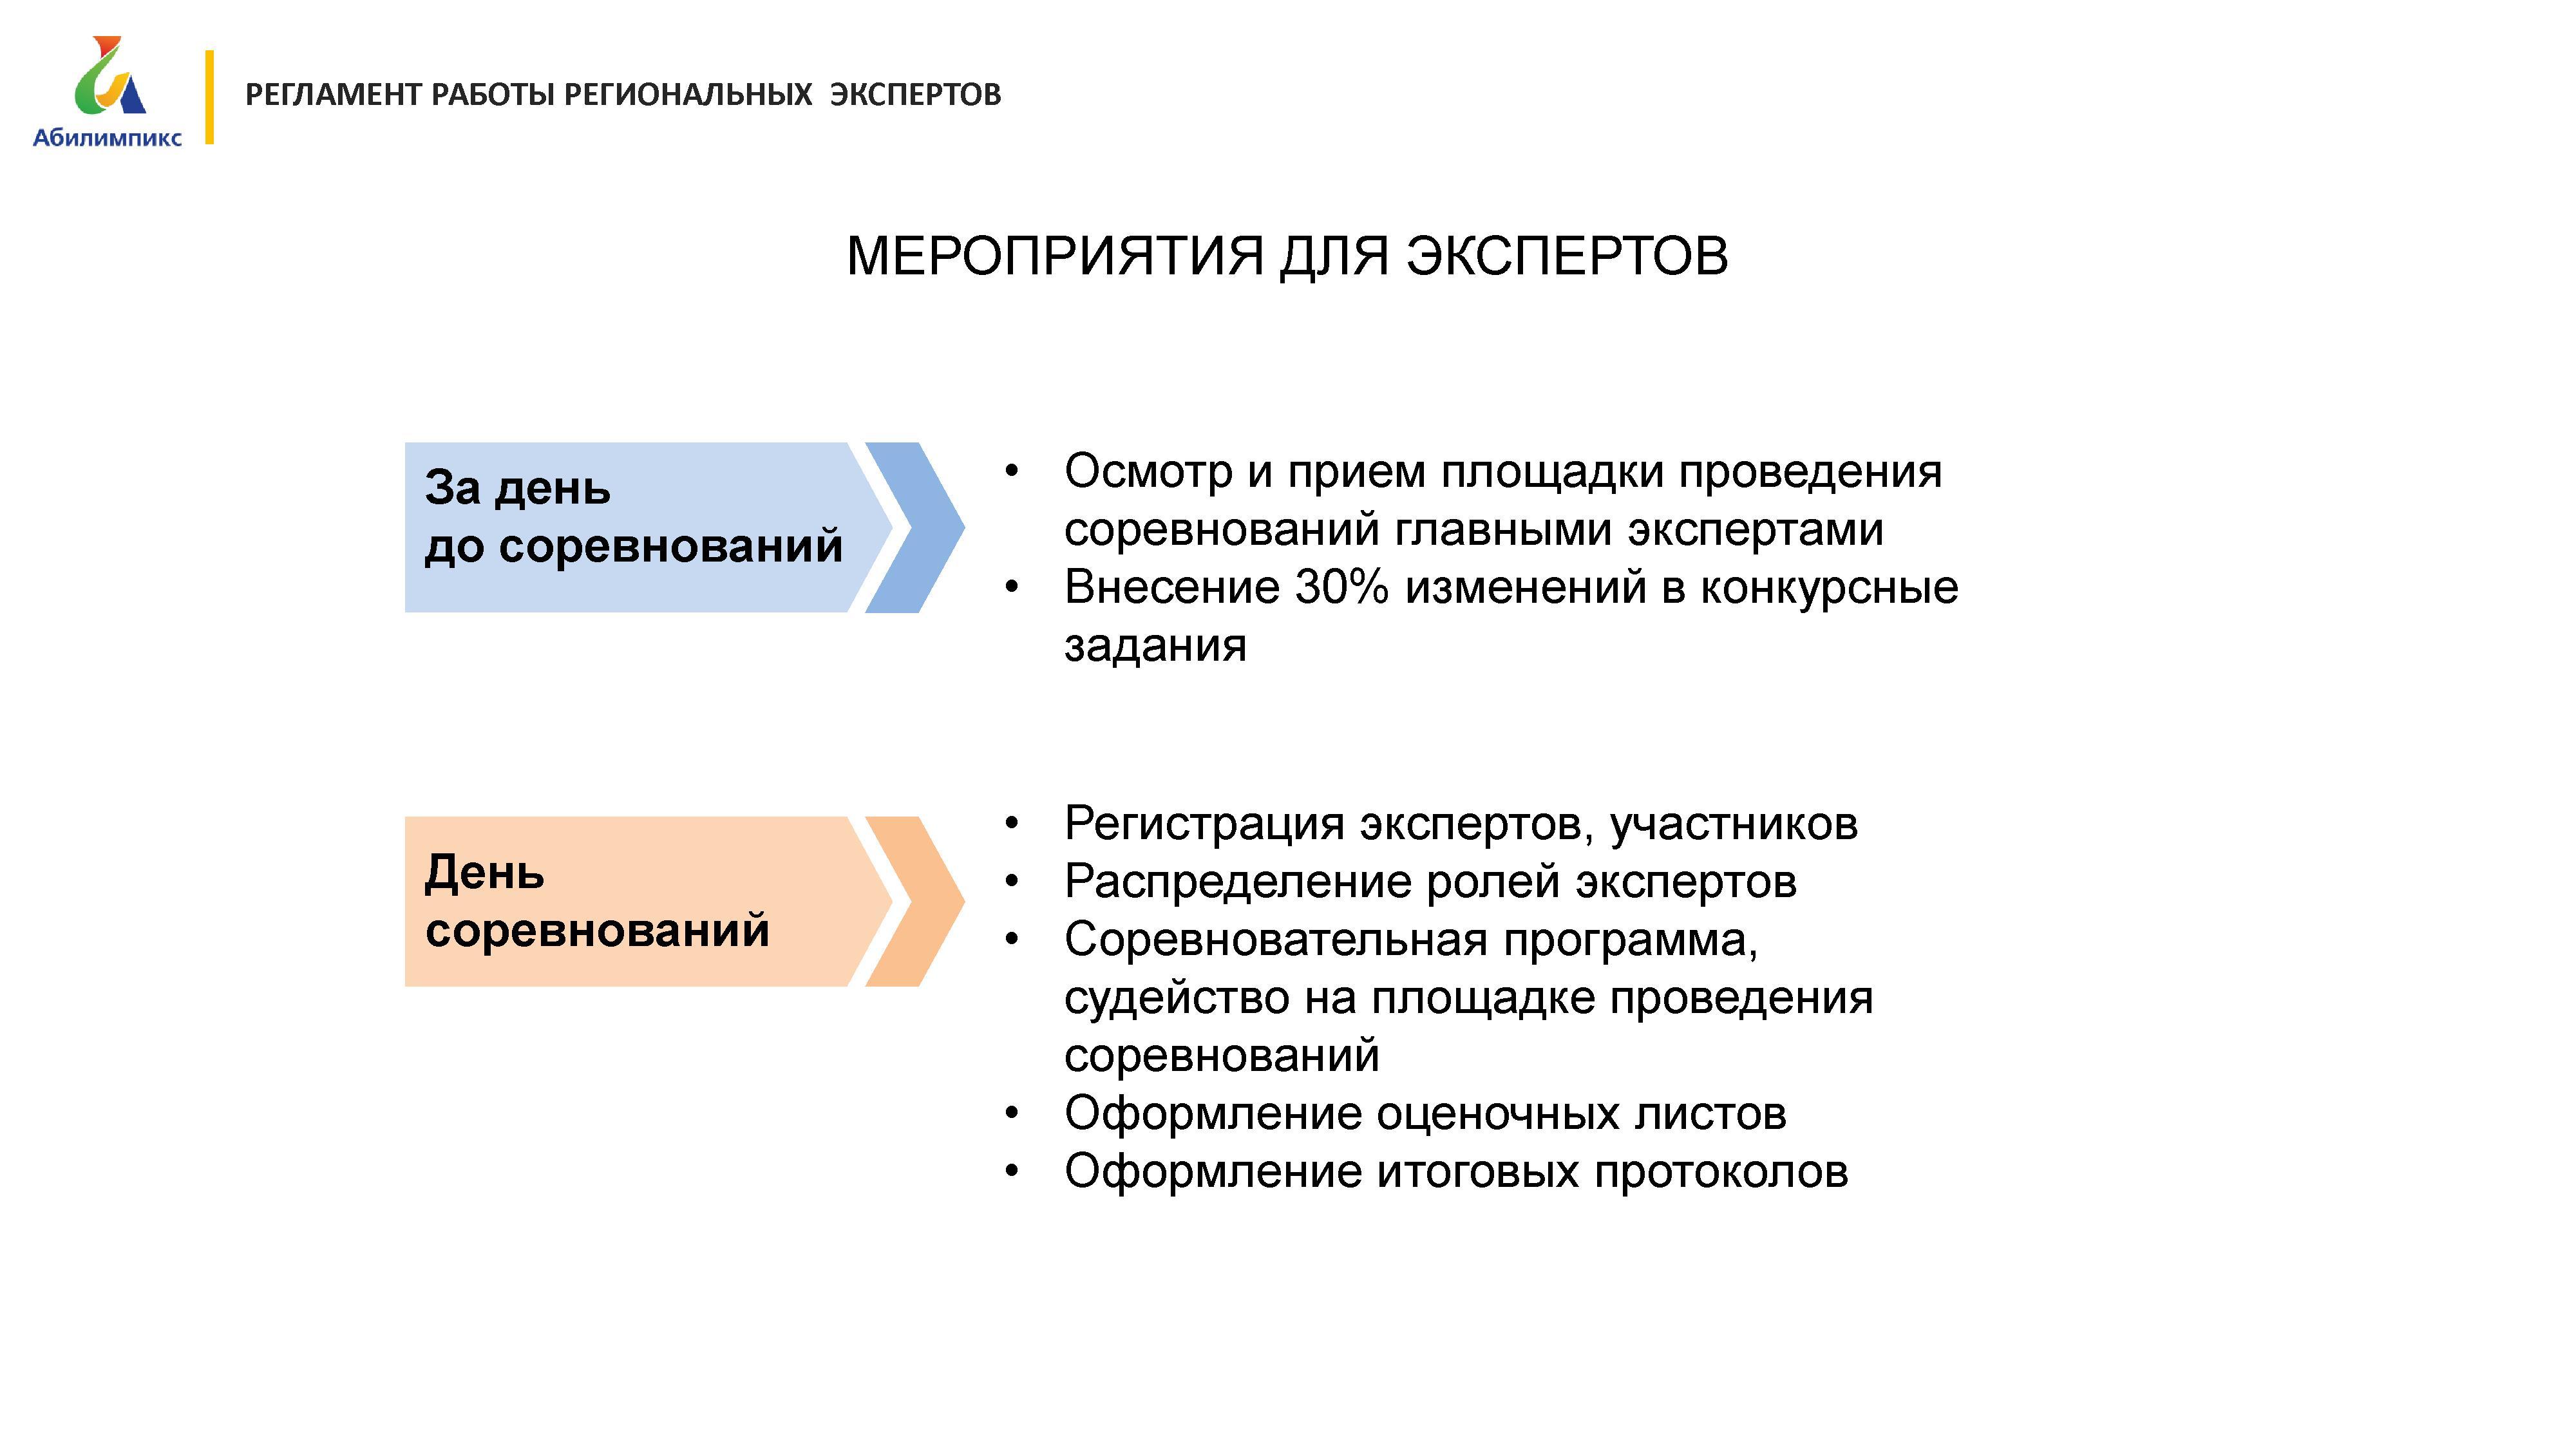 Абилимпикс
РЕГЛАМЕНТ РАБОТЫ РЕГИОНАЛЬНЫХ ЭКСПЕРТОВ
МЕРОПРИЯТИЯ ДЛЯ ЭКСПЕРТОВ
За день
до соревнований
• Осмотр и прием площадки проведения
соревнований главными экспертами
• Внесение 30% изменений в конкурсные
задания
День
соревнований
• Регистрация экспертов, участников
• Распределение ролей экспертов
• Соревновательная программа,
судейство на площадке проведения
соревнований
• Оформление оценочных листов
• Оформление итоговых протоколов